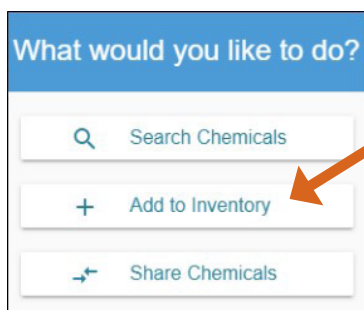 What would you like to do?
Search Chemicals
Add to Inventory
Share Chemicals